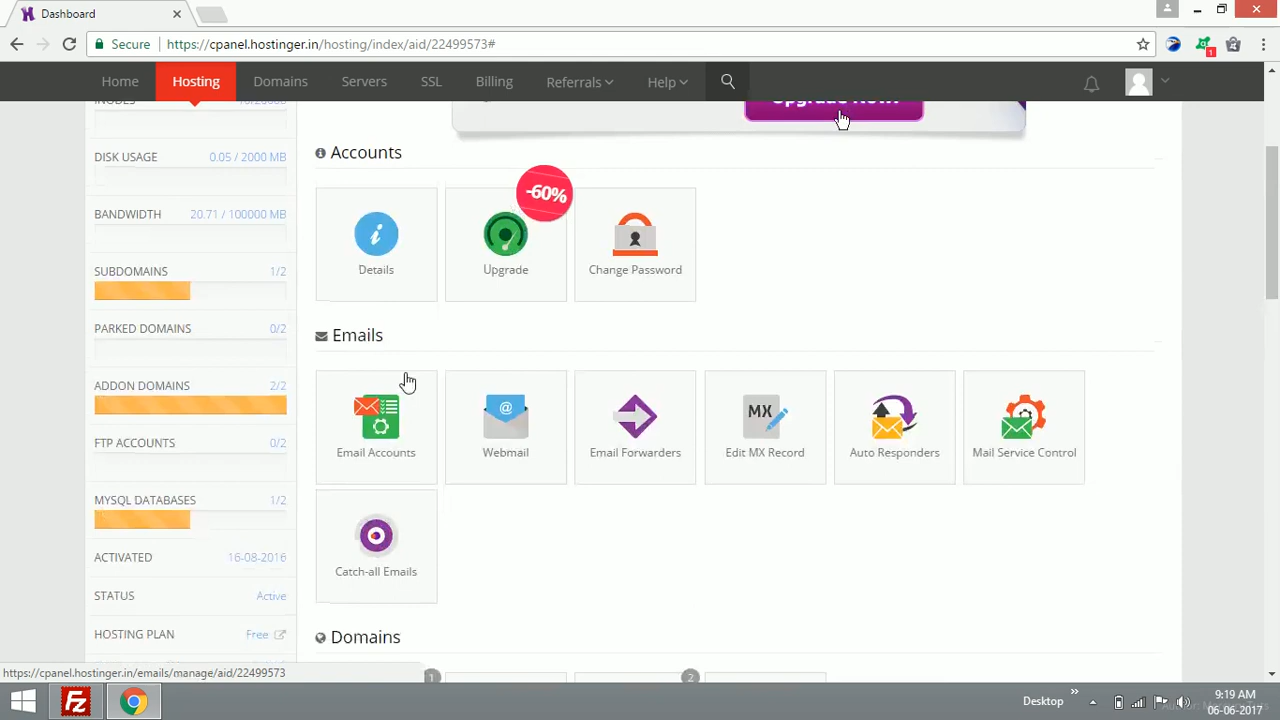 Dashboard
Secure https://cpanel.hostinger.in/hosting/index/aid/22499573#
1
Home Hosting Domains Servers SSL Billing Referrals Help
DISK USAGE 0.05 / 2000 MB
BANDWIDTH 20.71 / 100000 MB
SUBDOMAINS 1/2
PARKED DOMAINS 0/2
ADDON DOMAINS 2/2
FTP ACCOUNTS 0/2
MYSQL DATABASES 1/2
ACTIVATED 16-08-2016
STATUS Active
HOSTING PLAN Free
Accounts
-60%
Details Upgrade Change Password
Emails
MX
Email Accounts Webmail Email Forwarders Edit MX Record Auto Responders Mail Service Control
Catch-all Emails
Domains
1 2
https://cpanel.hostinger.in/emails/manage/aid/22499573
Desktop
9:19 AM
06-06-2017